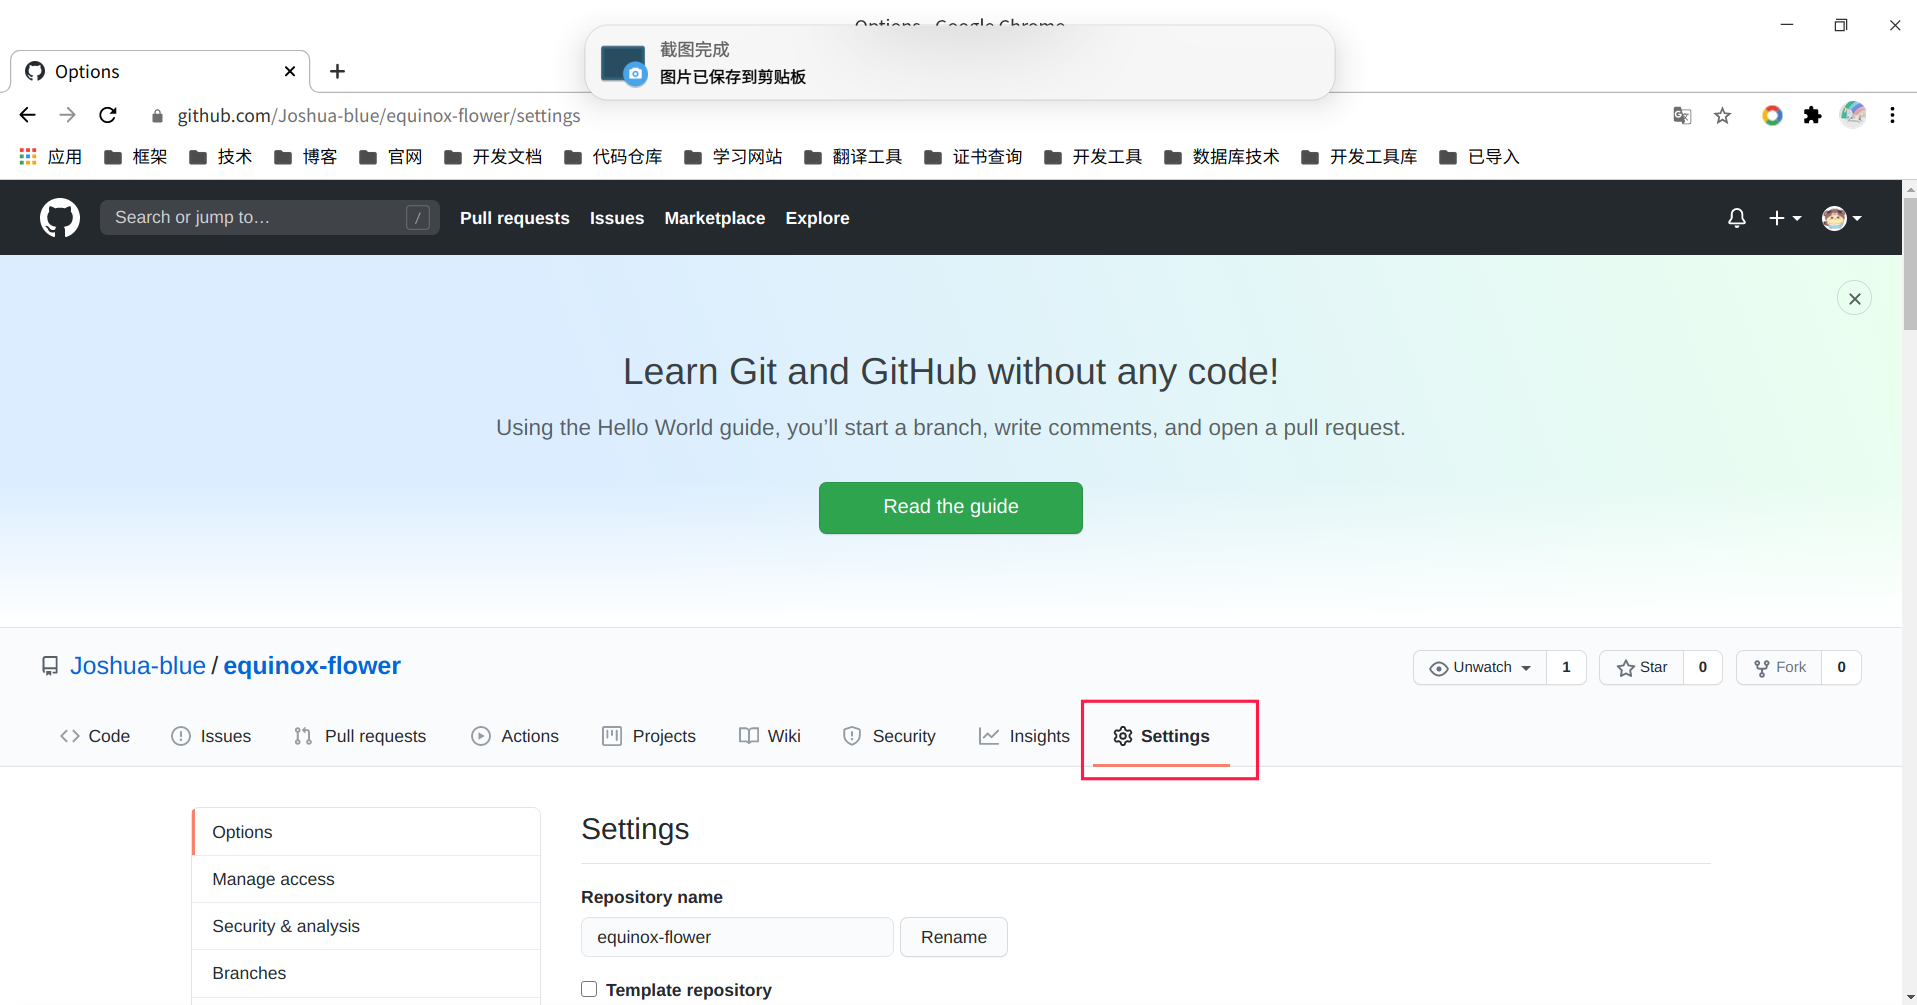 Options - Google Chrome
截图完成
图片已保存到剪贴板
Options
github.com/Joshua-blue/equinox-flower/settings
应用 框架 技术 博客 官网 开发文档 代码仓库 学习网站 翻译工具 证书查询 开发工具 数据库技术 开发工具库 已导入
Search or jump to… / Pull requests Issues Marketplace Explore
Learn Git and GitHub without any code!
Using the Hello World guide, you’ll start a branch, write comments, and open a pull request.
Read the guide
Joshua-blue / equinox-flower Unwatch 1 Star 0 Fork 0
Code Issues Pull requests Actions Projects Wiki Security Insights Settings
Options
Manage access
Security & analysis
Branches
Settings
Repository name
equinox-flower Rename
Template repository